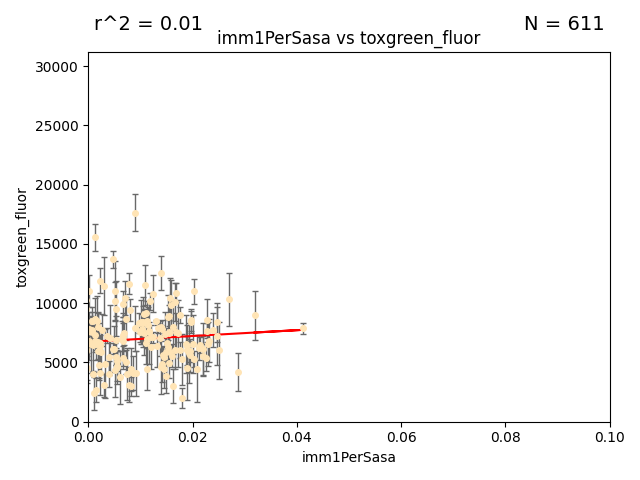 r^2 = 0.01
N = 611
imm1PerSasa vs toxgreen_fluor
30000
25000
20000
15000
10000
5000
0
toxgreen_fluor
0.00
0.02
0.04
0.06
0.08
0.10
imm1PerSasa